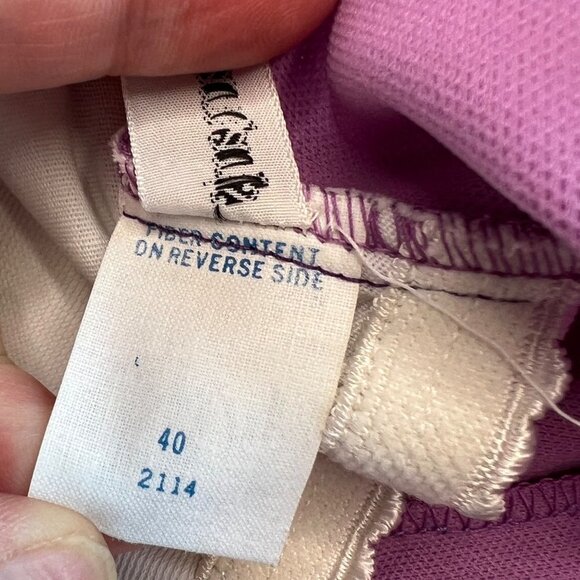 FIBER CONTENT
ON REVERSE SIDE
40
2114